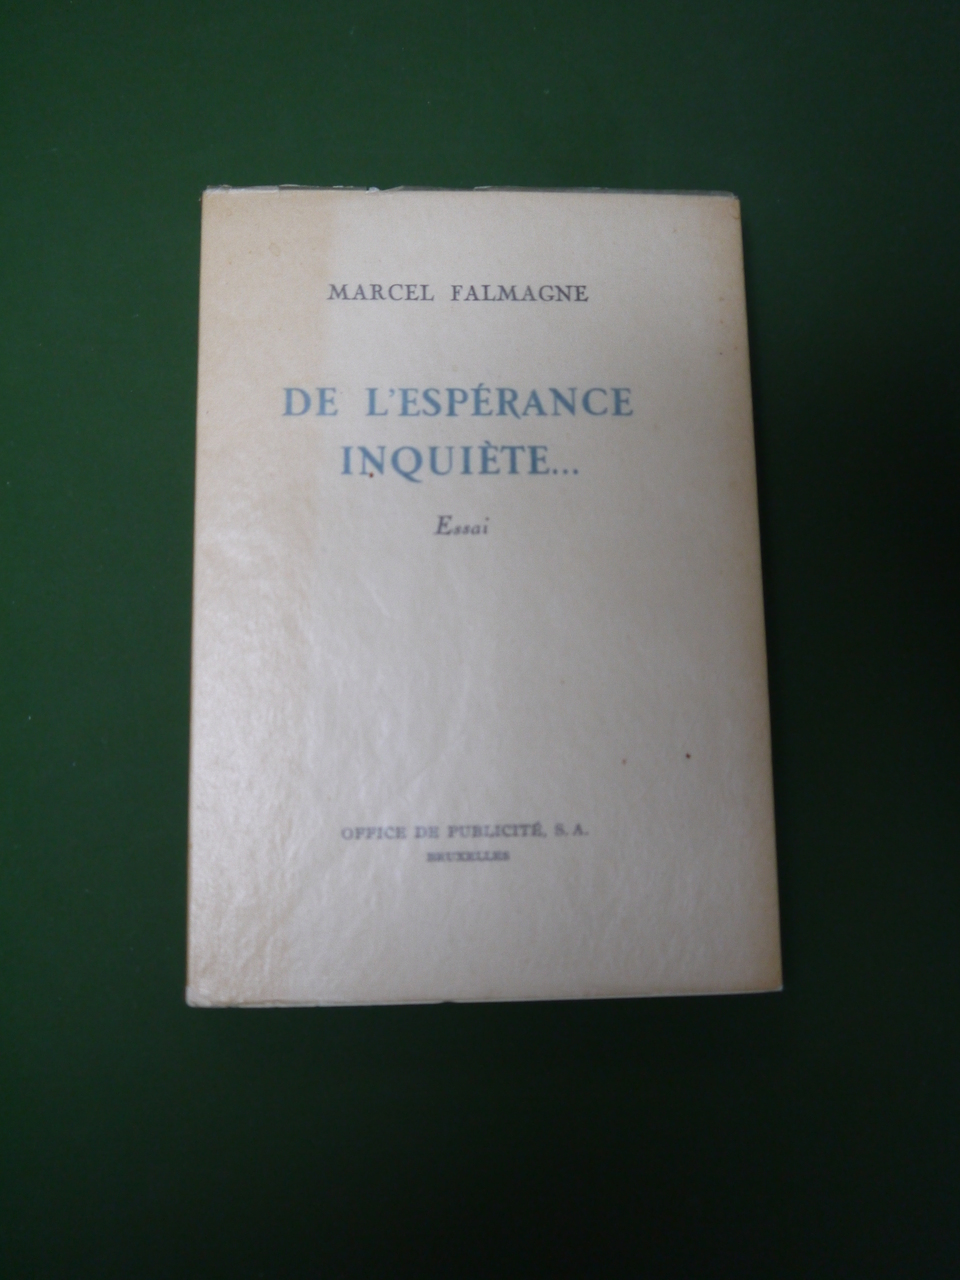 MARCEL FALMAGNE
DE L'ESPÉRANCE
INQUIÈTE...
Essai
OFFICE DE PUBLICITÉ, S. A.
BRUXELLES